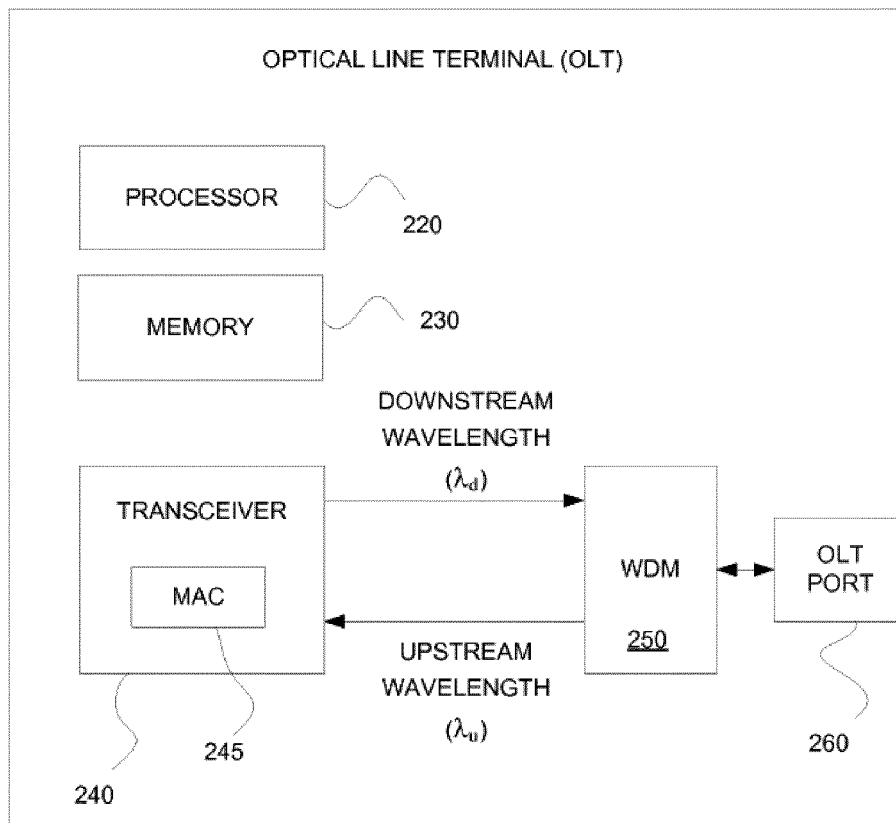 OPTICAL LINE TERMINAL (OLT)
PROCESSOR
220
MEMORY
230
DOWNSTREAM
WAVELENGTH
(λd)
TRANSCEIVER
MAC
WDM
250
OLT
PORT
UPSTREAM
WAVELENGTH
(λu)
245
240
260